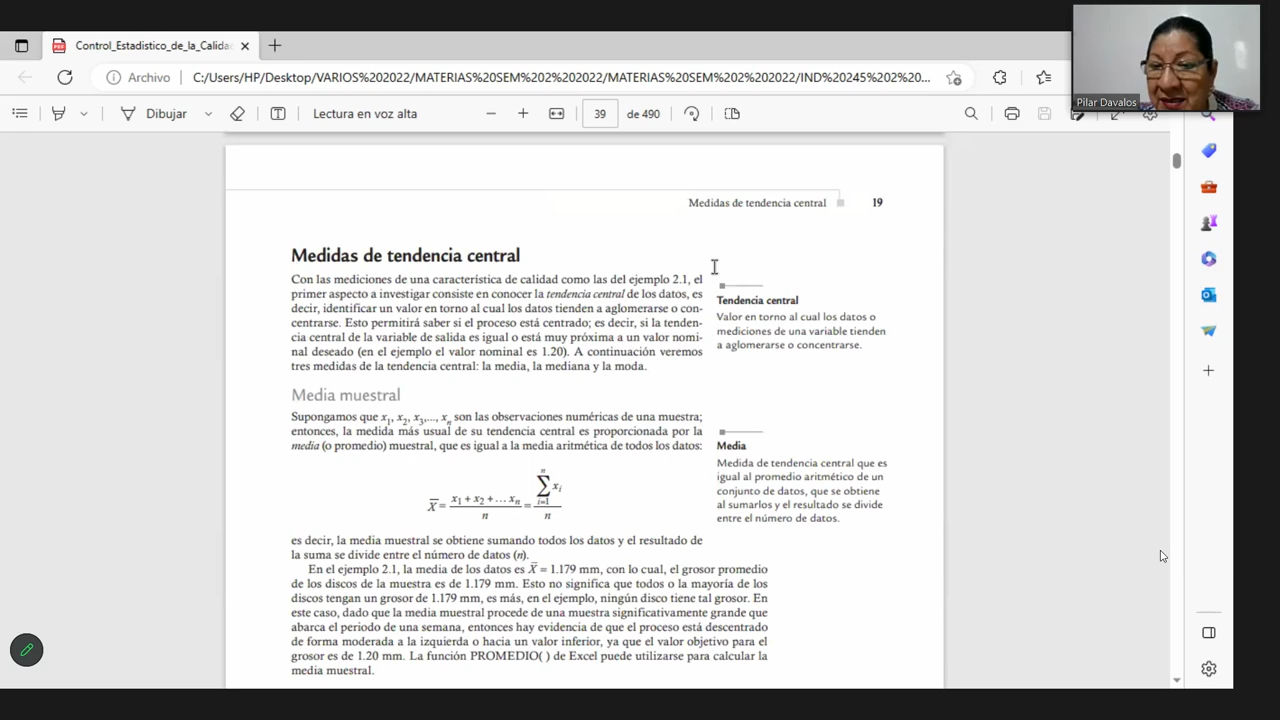 Control_Estadistico_de_la_Calida
Archivo
C:/Users/HP/Desktop/VARIOS%202022/MATERIAS%20SEM%202%202022/MATERIAS%20SEM%202%202022/IND%20245%202%20...
Pilar Davalos
Dibujar
Lectura en voz alta
39
de 490
Medidas de tendencia central
19
Medidas de tendencia central
Con las mediciones de una característica de calidad como las del ejemplo 2.1, el
primer aspecto a investigar consiste en conocer la tendencia central de los datos, es
decir, identificar un valor en torno al cual los datos tienden a aglomerarse o con-
centrarse. Esto permitirá saber si el proceso está centrado; es decir, si la tenden-
cia central de la variable de salida es igual o está muy próxima a un valor nomi-
nal deseado (en el ejemplo el valor nominal es 1.20). A continuación veremos
tres medidas de la tendencia central: la media, la mediana y la moda.
Tendencia central
Valor en torno al cual los datos o
mediciones de una variable tienden
a aglomerarse o concentrarse.
Media muestral
Supongamos que x1, x2, x3,..., xn son las observaciones numéricas de una muestra;
entonces, la medida más usual de su tendencia central es proporcionada por la
media (o promedio) muestral, que es igual a la media aritmética de todos los datos:
Media
Medida de tendencia central que es
igual al promedio aritmético de un
conjunto de datos, que se obtiene
al sumarlos y el resultado se divide
entre el número de datos.
X̄ = (x1 + x2 + ... xn) / n = (∑ i=1 n xi) / n
es decir, la media muestral se obtiene sumando todos los datos y el resultado de
la suma se divide entre el número de datos (n).
En el ejemplo 2.1, la media de los datos es X̄ = 1.179 mm, con lo cual, el grosor promedio
de los discos de la muestra es de 1.179 mm. Esto no significa que todos o la mayoría de los
discos tengan un grosor de 1.179 mm, es más, en el ejemplo, ningún disco tiene tal grosor. En
este caso, dado que la media muestral procede de una muestra significativamente grande que
abarca el periodo de una semana, entonces hay evidencia de que el proceso está descentrado
de forma moderada a la izquierda o hacia un valor inferior, ya que el valor objetivo para el
grosor es de 1.20 mm. La función PROMEDIO( ) de Excel puede utilizarse para calcular la
media muestral.